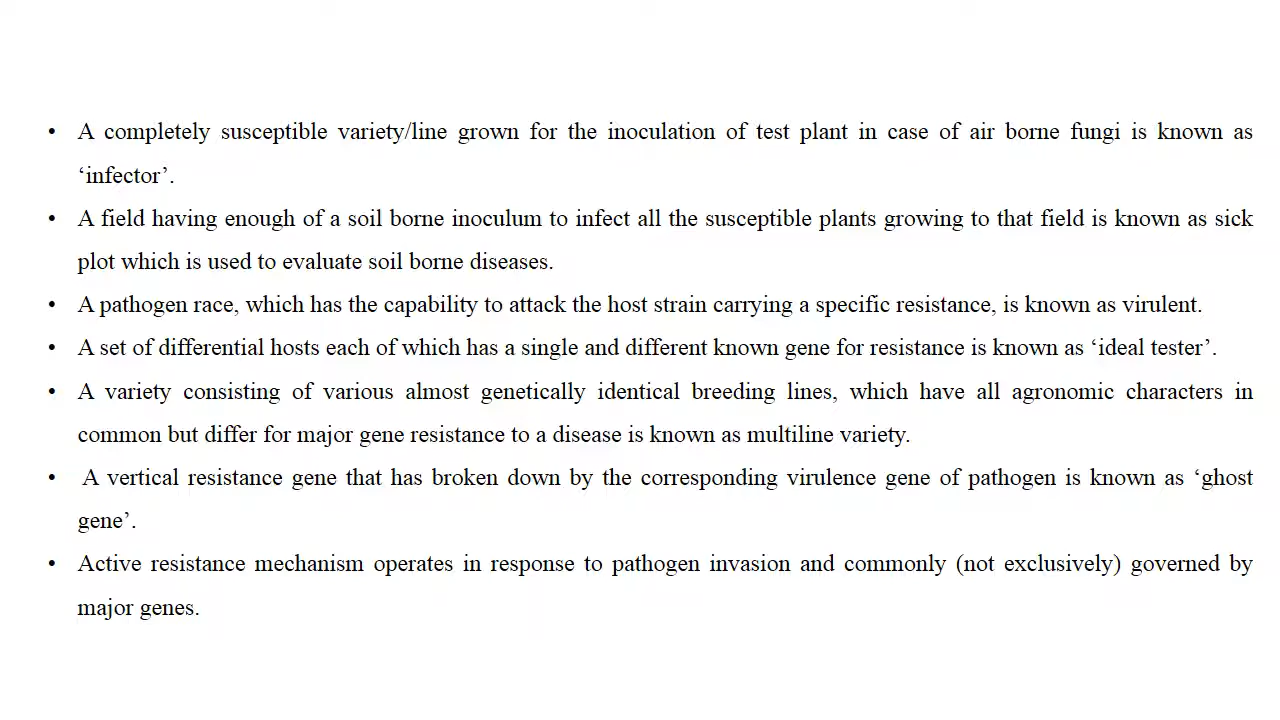 • A completely susceptible variety/line grown for the inoculation of test plant in case of air borne fungi is known as
‘infector’.
• A field having enough of a soil borne inoculum to infect all the susceptible plants growing to that field is known as sick
plot which is used to evaluate soil borne diseases.
• A pathogen race, which has the capability to attack the host strain carrying a specific resistance, is known as virulent.
• A set of differential hosts each of which has a single and different known gene for resistance is known as ‘ideal tester’.
• A variety consisting of various almost genetically identical breeding lines, which have all agronomic characters in
common but differ for major gene resistance to a disease is known as multiline variety.
• A vertical resistance gene that has broken down by the corresponding virulence gene of pathogen is known as ‘ghost
gene’.
• Active resistance mechanism operates in response to pathogen invasion and commonly (not exclusively) governed by
major genes.